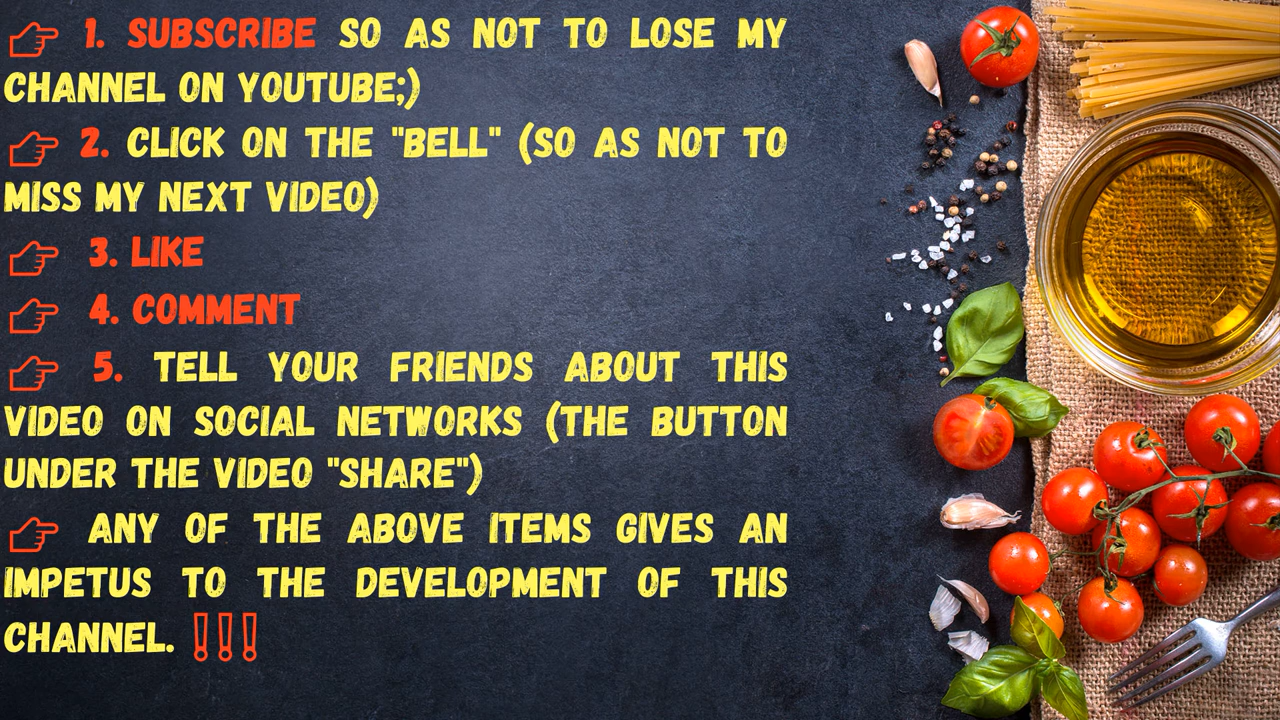 👉 1. SUBSCRIBE SO AS NOT TO LOSE MY
CHANNEL ON YOUTUBE;)
👉 2. CLICK ON THE "BELL" (SO AS NOT TO
MISS MY NEXT VIDEO)
👉 3. LIKE
👉 4. COMMENT
👉 5. TELL YOUR FRIENDS ABOUT THIS
VIDEO ON SOCIAL NETWORKS (THE BUTTON
UNDER THE VIDEO "SHARE")
👉 ANY OF THE ABOVE ITEMS GIVES AN
IMPETUS TO THE DEVELOPMENT OF THIS
CHANNEL. !!!